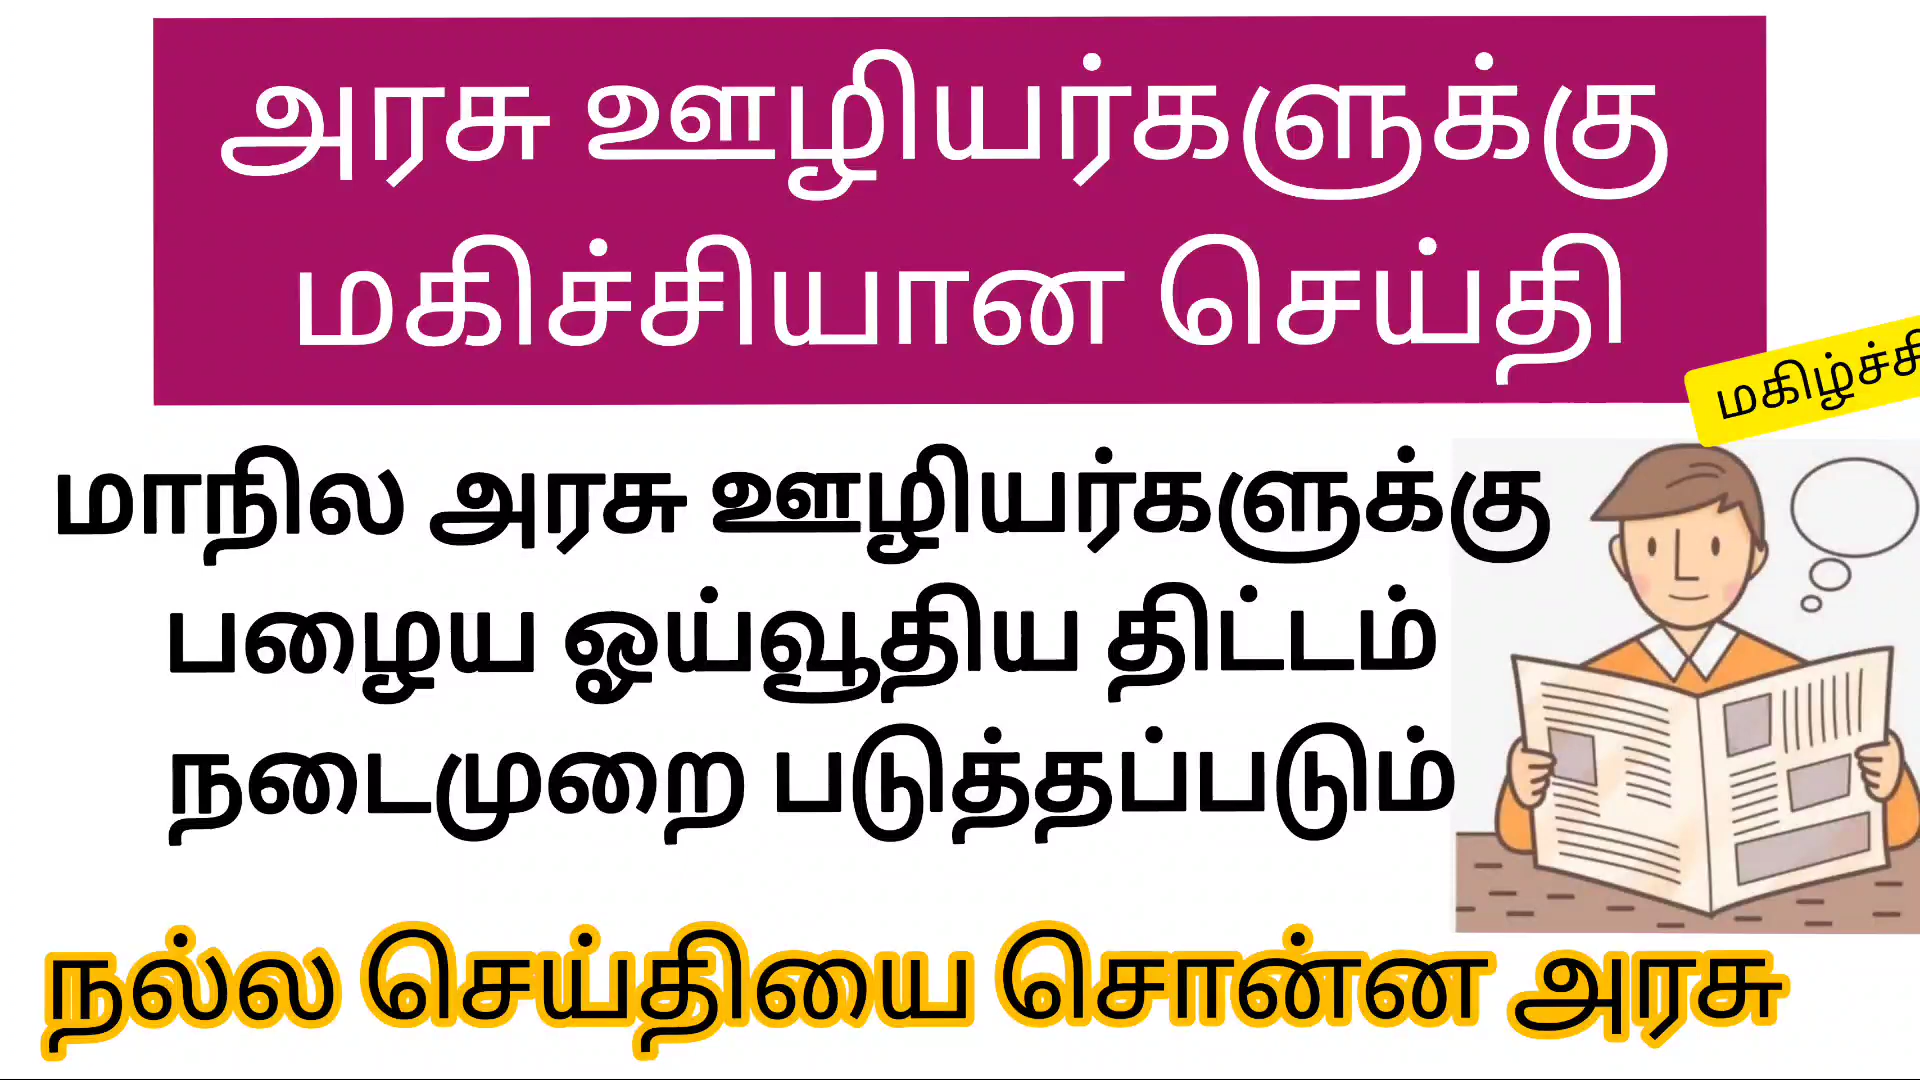 அரசு ஊழியர்களுக்கு
மகிச்சியான செய்தி
மகிழ்ச்சி
மாநில அரசு ஊழியர்களுக்கு
பழைய ஓய்வூதிய திட்டம்
நடைமுறை படுத்தப்படும்
நல்ல செய்தியை சொன்ன அரசு